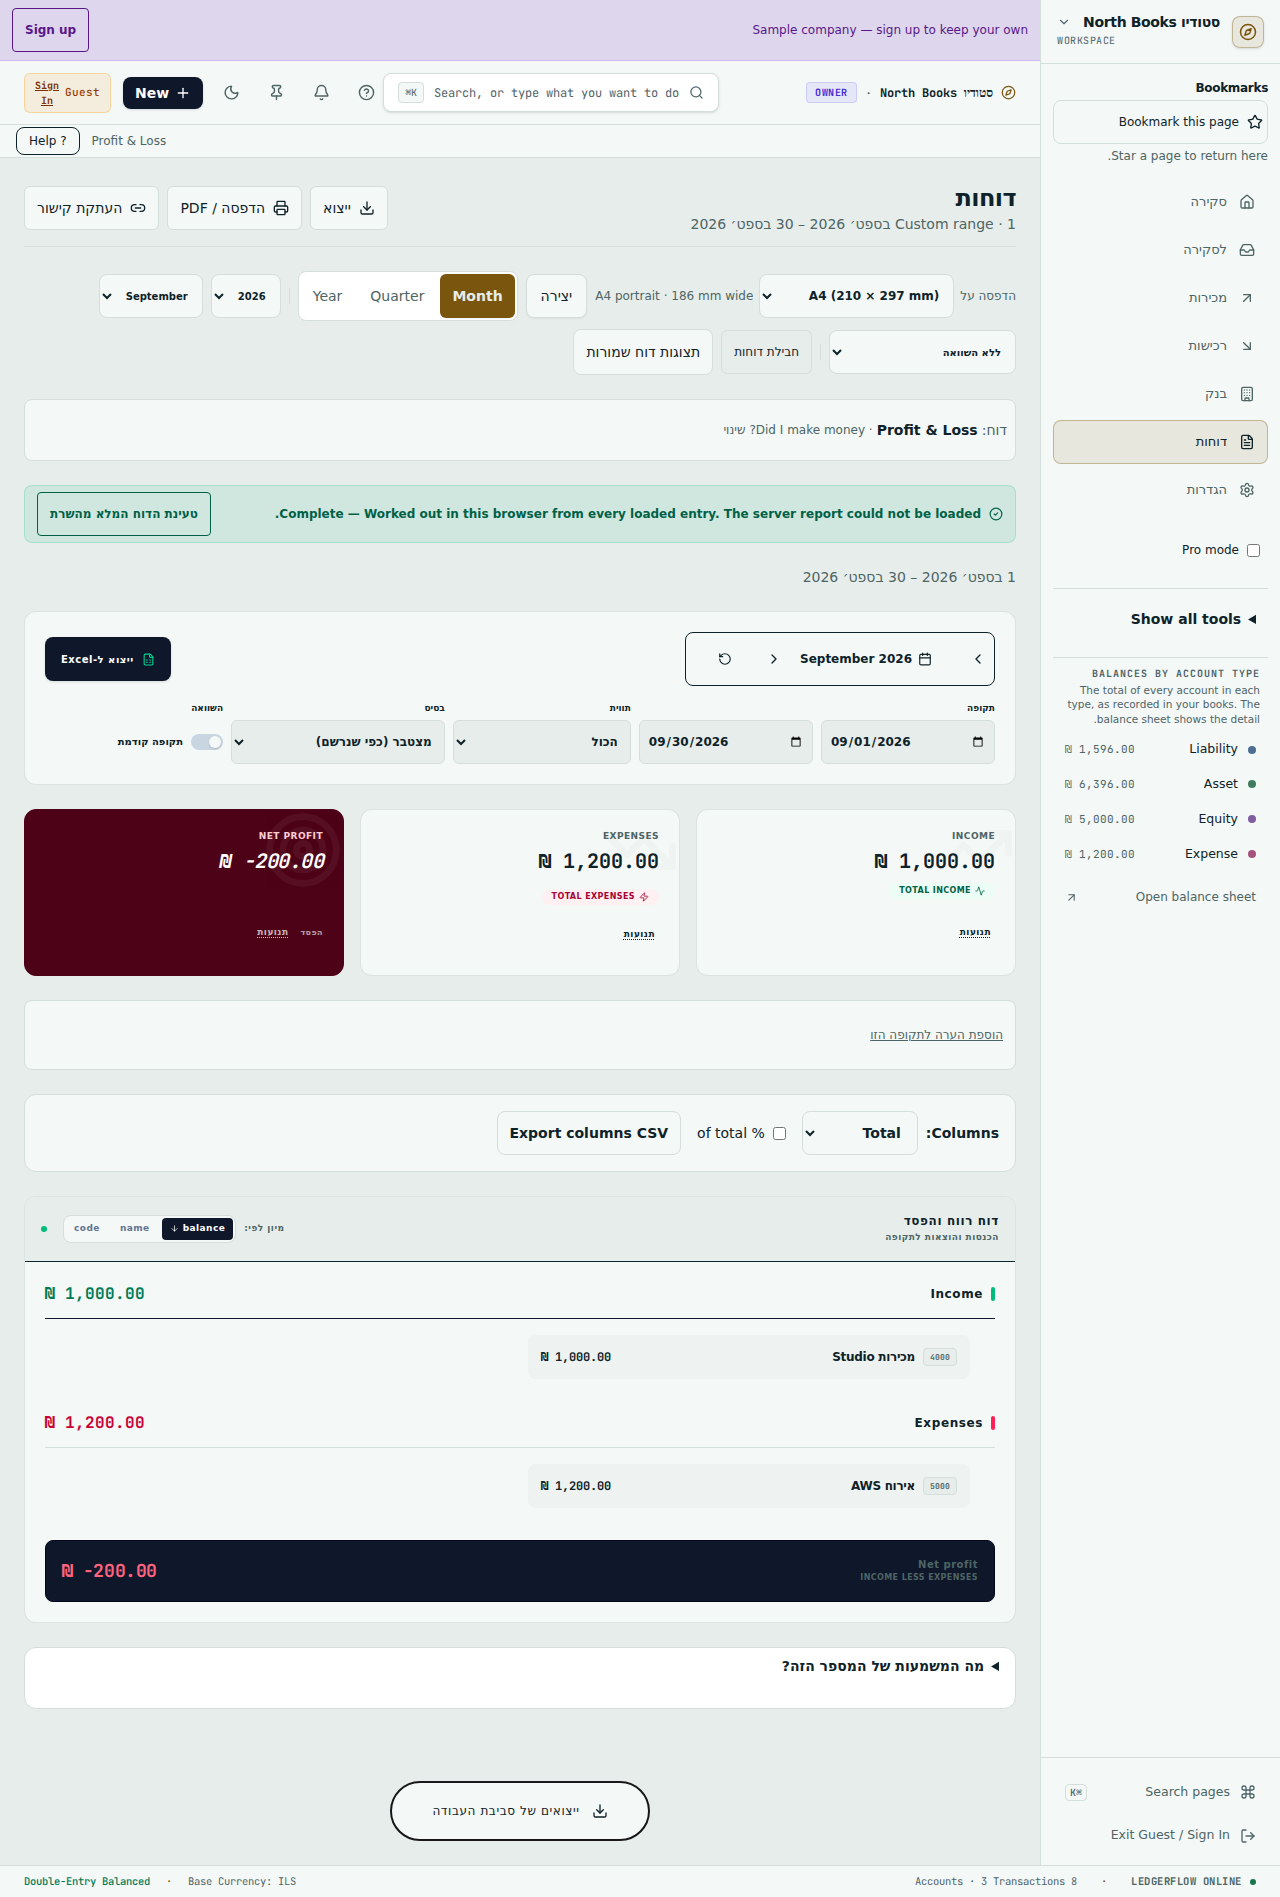 Sample company — sign up to keep your own
Sign up
סטודיו North Books
WORKSPACE
סטודיו North Books · OWNER
Search, or type what you want to do
⌘K
New
Guest
Sign In
Profit & Loss
Help ?
Bookmarks
Bookmark this page
Star a page to return here.
סקירה
לסקירה
מכירות
רכישות
בנק
דוחות
הגדרות
Pro mode
Show all tools
BALANCES BY ACCOUNT TYPE
The total of every account in each
type, as recorded in your books. The
balance sheet shows the detail.
Liability ₪ 1,596.00
Asset ₪ 6,396.00
Equity ₪ 5,000.00
Expense ₪ 1,200.00
Open balance sheet
Search pages
K⌘
Exit Guest / Sign In
דוחות
Custom range · 1 בספט׳ 2026 – 30 בספט׳ 2026
ייצוא
הדפסה / PDF
העתקת קישור
הדפסה על
A4 (210 × 297 mm)
A4 portrait · 186 mm wide
יצירה
Month
Quarter
Year
2026
September
ללא השוואה
חבילת דוחות
תצוגות דוח שמורות
דוח: Profit & Loss · Did I make money? שינוי
Complete — Worked out in this browser from every loaded entry. The server report could not be loaded.
טעינת הדוח המלא מהשרת
1 בספט׳ 2026 – 30 בספט׳ 2026
September 2026
ייצוא ל-Excel
תקופה
תווית
בסיס
השוואה
09/01/2026
09/30/2026
הכול
מצטבר (כפי שנרשם)
תקופה קודמת
INCOME
₪ 1,000.00
TOTAL INCOME
תנועות
EXPENSES
₪ 1,200.00
TOTAL EXPENSES
תנועות
NET PROFIT
₪ -200.00
הפסד
תנועות
הוספת הערה לתקופה הזו
Columns:
Total
% of total
Export columns CSV
דוח רווח והפסד
הכנסות והוצאות לתקופה
מיון לפי:
balance
name
code
Income
₪ 1,000.00
4000 מכירות Studio ₪ 1,000.00
Expenses
₪ 1,200.00
5000 אירוח AWS ₪ 1,200.00
Net profit
INCOME LESS EXPENSES
₪ -200.00
מה המשמעות של המספר הזה?
ייצואים של סביבת העבודה
LEDGERFLOW ONLINE · Accounts · 3 Transactions 8
Base Currency: ILS · Double-Entry Balanced